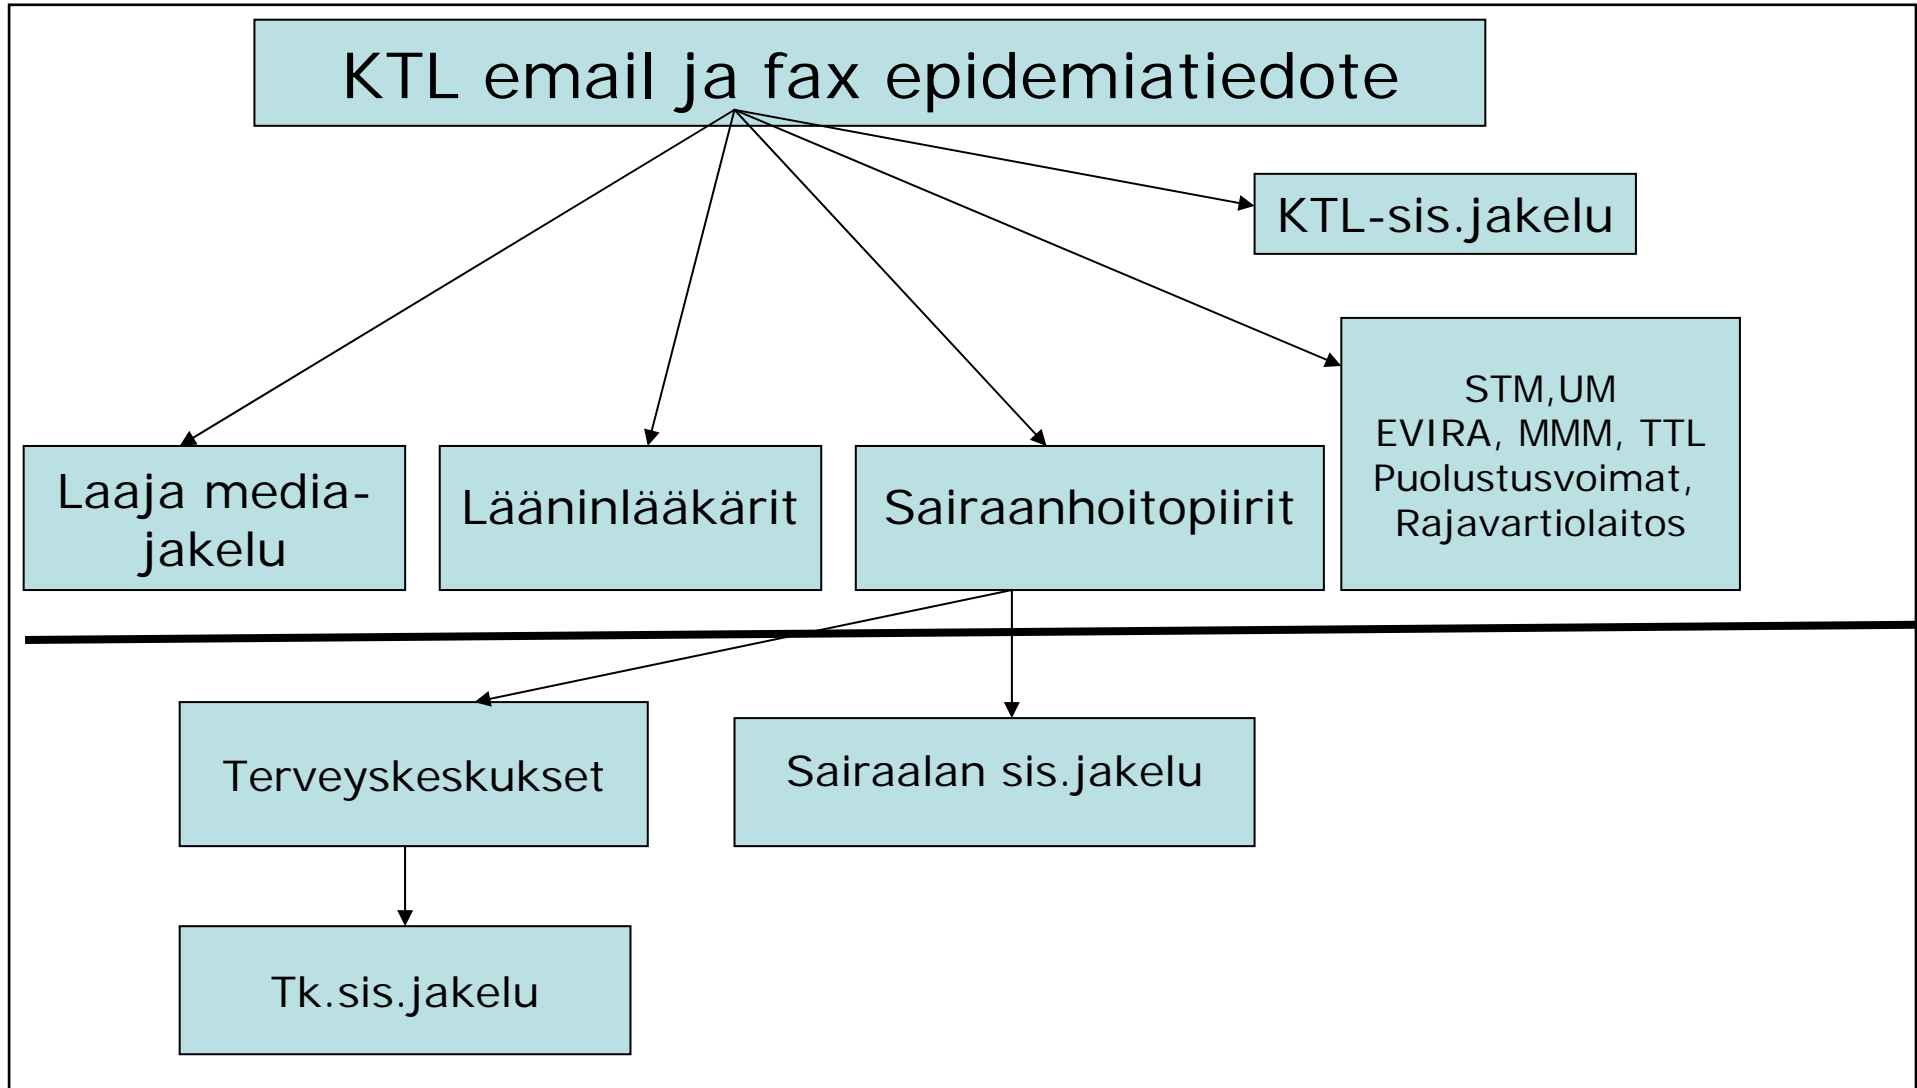 KTL email ja fax epidemiatiedote
KTL-sis.jakelu
STM,UM
EVIRA, MMM, TTL
Puolustusvoimat,
Rajavartiolaitos
Laaja media-
jakelu
Lääninlääkärit
Sairaanhoitopiirit
Terveyskeskukset
Sairaalan sis.jakelu
Tk.sis.jakelu